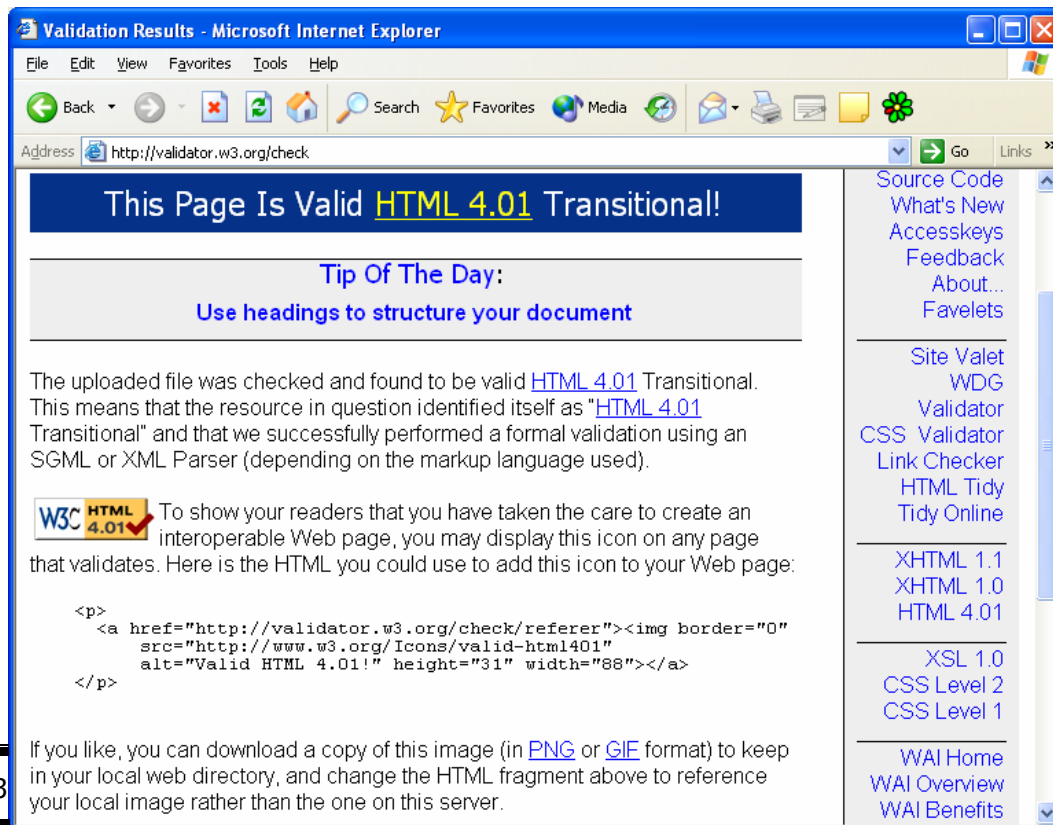 Validation Results - Microsoft Internet Explorer
File Edit View Favorites Tools Help
Back Search Favorites Media
Address http://validator.w3.org/check Go Links »
This Page Is Valid HTML 4.01 Transitional!
Tip Of The Day:
Use headings to structure your document
The uploaded file was checked and found to be valid HTML 4.01 Transitional.
This means that the resource in question identified itself as "HTML 4.01
Transitional" and that we successfully performed a formal validation using an
SGML or XML Parser (depending on the markup language used).
W3C HTML 4.01
To show your readers that you have taken the care to create an
interoperable Web page, you may display this icon on any page
that validates. Here is the HTML you could use to add this icon to your Web page:
<p>
<a href="http://validator.w3.org/check/referer"><img border="0"
src="http://www.w3.org/Icons/valid-html401"
alt="Valid HTML 4.01!" height="31" width="88"></a>
</p>
If you like, you can download a copy of this image (in PNG or GIF format) to keep
in your local web directory, and change the HTML fragment above to reference
your local image rather than the one on this server.
Source Code
What's New
Accesskeys
Feedback
About...
Favelets
Site Valet
WDG
Validator
CSS Validator
Link Checker
HTML Tidy
Tidy Online
XHTML 1.1
XHTML 1.0
HTML 4.01
XSL 1.0
CSS Level 2
CSS Level 1
WAI Home
WAI Overview
WAI Benefits
3